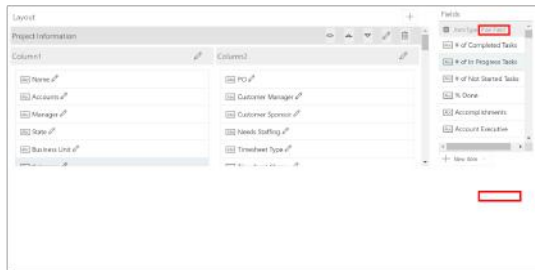 Layout
Project Information
Column1
Column2
Name
Accounts
Manager
State
Business Unit
PO
Customer Manager
Customer Sponsor
Needs Staffing
Timesheet Type
Fields
# of Completed Tasks
# of In Progress Tasks
# of Not Started Tasks
% Done
Accomplishments
Account Executive
New Row